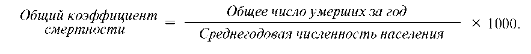 Общий коэффициент смертности = Общее число умерших за год / Среднегодовая численность населения × 1000.